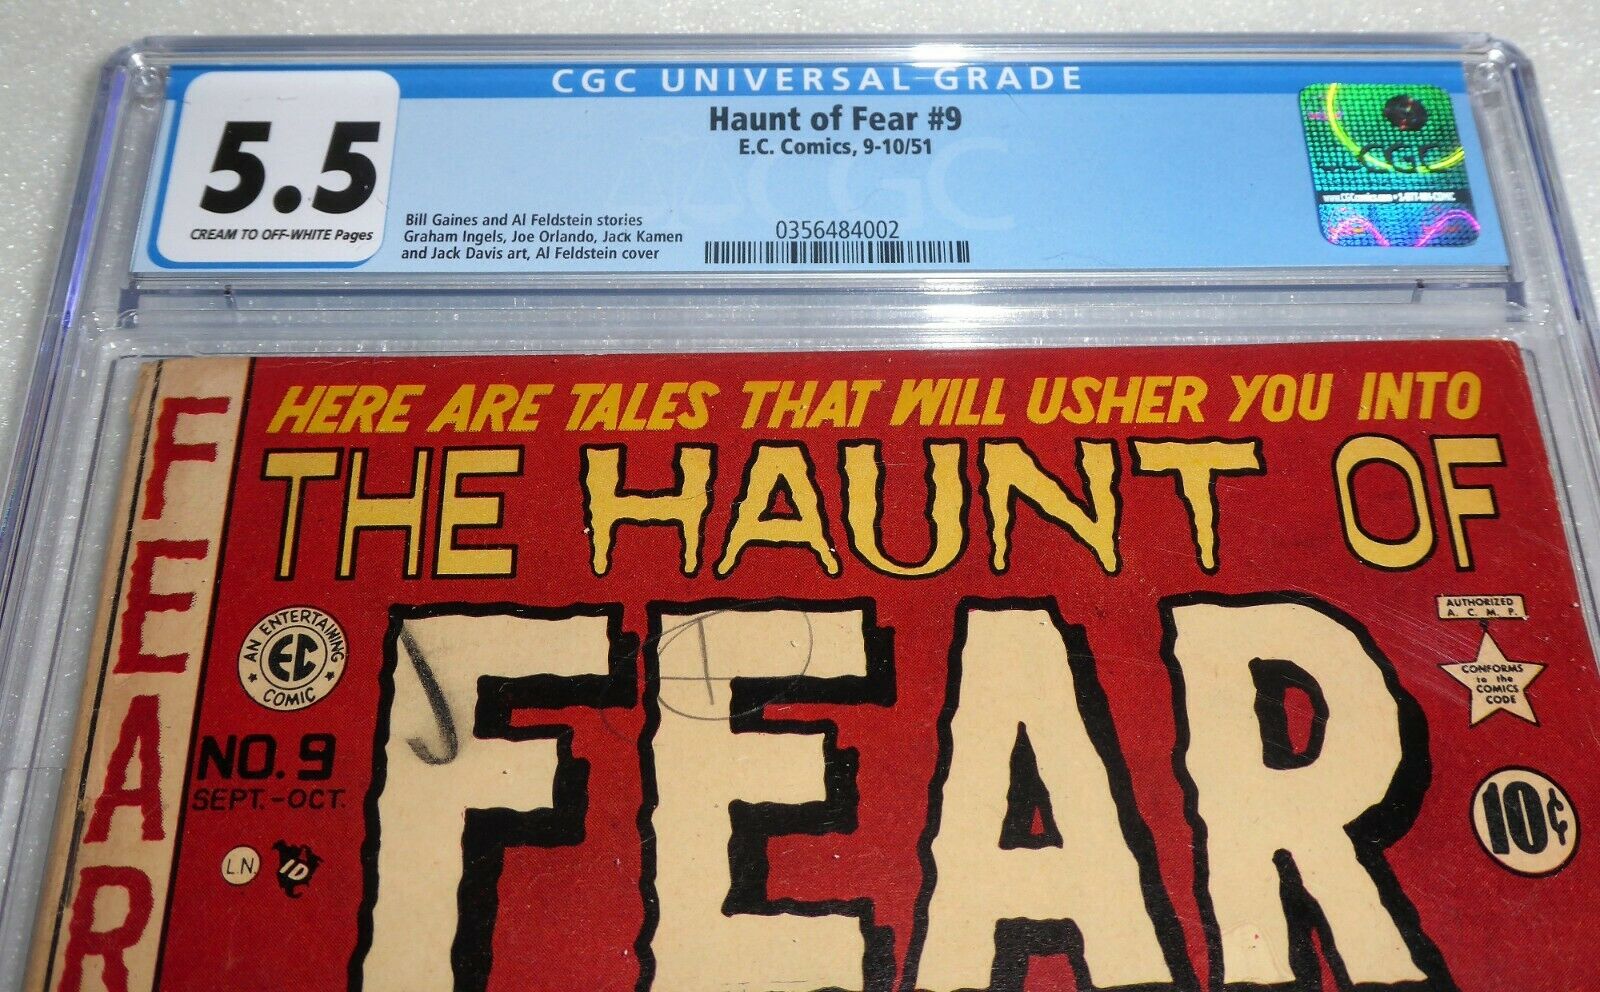 CGC UNIVERSAL GRADE
5.5
CREAM TO OFF-WHITE Pages
Haunt of Fear #9
E.C. Comics, 9-10/51
Bill Gaines and Al Feldstein stories
Graham Ingels, Joe Orlando, Jack Kamen
and Jack Davis art, Al Feldstein cover
0356484002
CGC
CGC
HERE ARE TALES THAT WILL USHER YOU INTO
THE HAUNT OF
FEAR
FEAR
AN ENTERTAINING
EC
COMIC
NO. 9
SEPT.-OCT.
L.N.
ID
AUTHORIZED
A. C. M. P.
CONFORMS
to the
COMICS
CODE
10¢